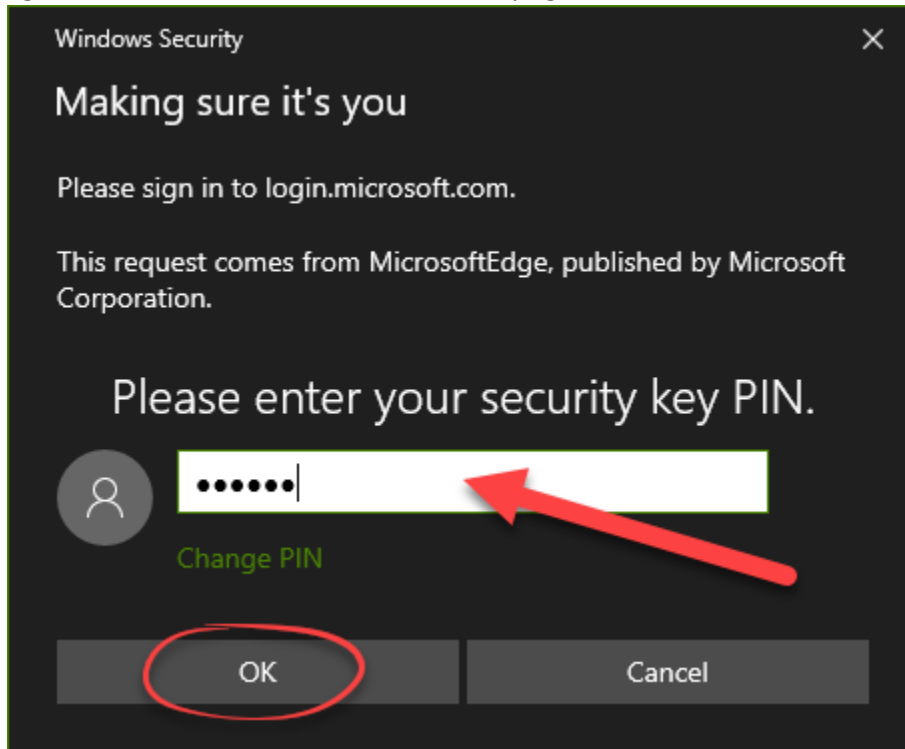 Windows Security
Making sure it's you
Please sign in to login.microsoft.com.
This request comes from MicrosoftEdge, published by Microsoft
Corporation.
Please enter your security key PIN.
••••••
Change PIN
OK
Cancel